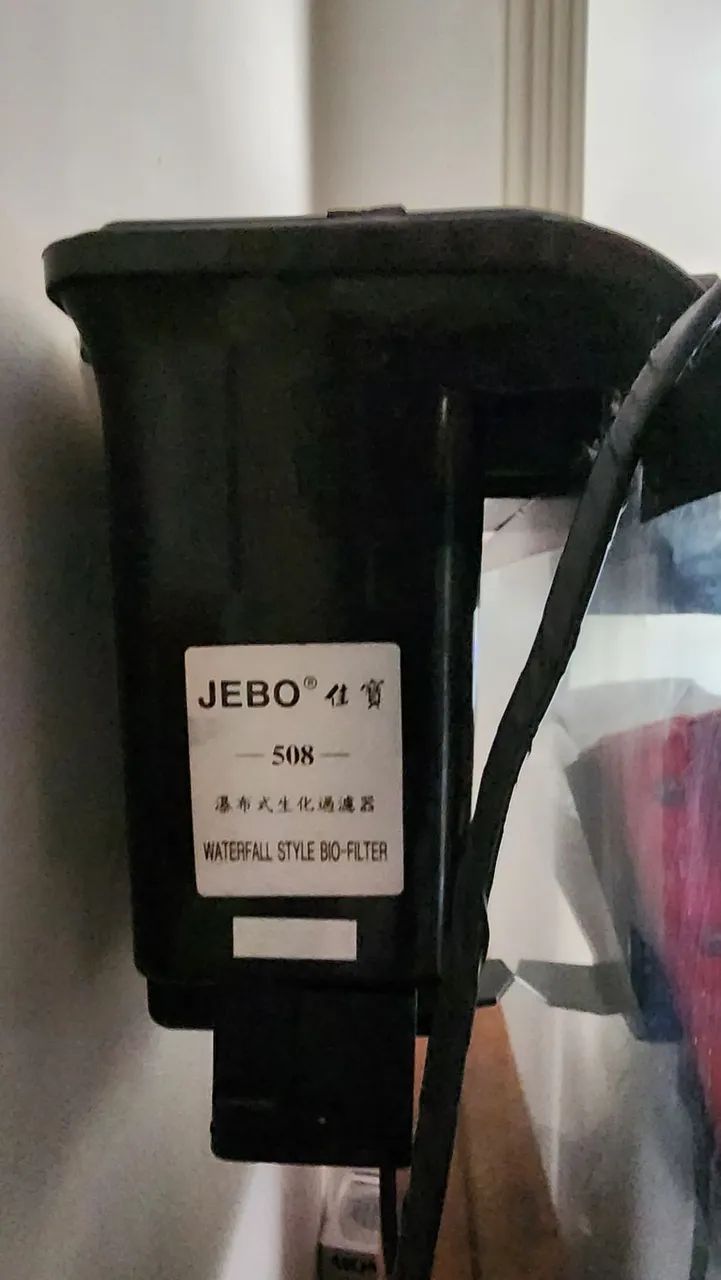 JEBO® 佳寶
— 508 —
瀑布式生化過濾器
WATERFALL STYLE BIO-FILTER